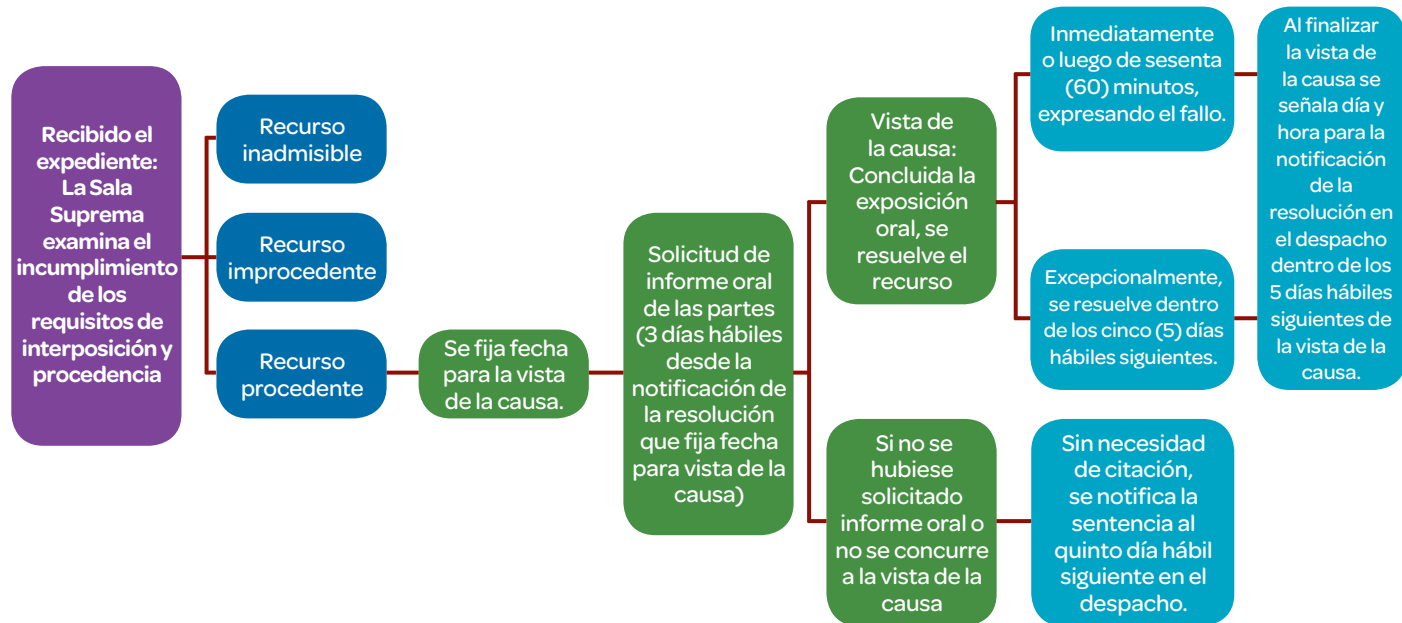 Recibido el
expediente:
La Sala
Suprema
examina el
incumplimiento
de los
requisitos de
interposición y
procedencia
Recurso
inadmisible
Recurso
improcedente
Recurso
procedente
Se fija fecha
para la vista
de la causa.
Solicitud de
informe oral
de las partes
(3 días hábiles
desde la
notificación de
la resolución
que fija fecha
para vista de la
causa)
Vista de
la causa:
Concluida la
exposición
oral, se
resuelve el
recurso
Inmediatamente
o luego de sesenta
(60) minutos,
expresando el fallo.
Excepcionalmente,
se resuelve dentro
de los cinco (5) días
hábiles siguientes.
Al finalizar
la vista de
la causa se
señala día y
hora para la
notificación
de la
resolución en
el despacho
dentro de los
5 días hábiles
siguientes de
la vista de la
causa.
Si no se
hubiese
solicitado
informe oral o
no se concurre
a la vista de la
causa
Sin necesidad
de citación,
se notifica la
sentencia al
quinto día hábil
siguiente en el
despacho.